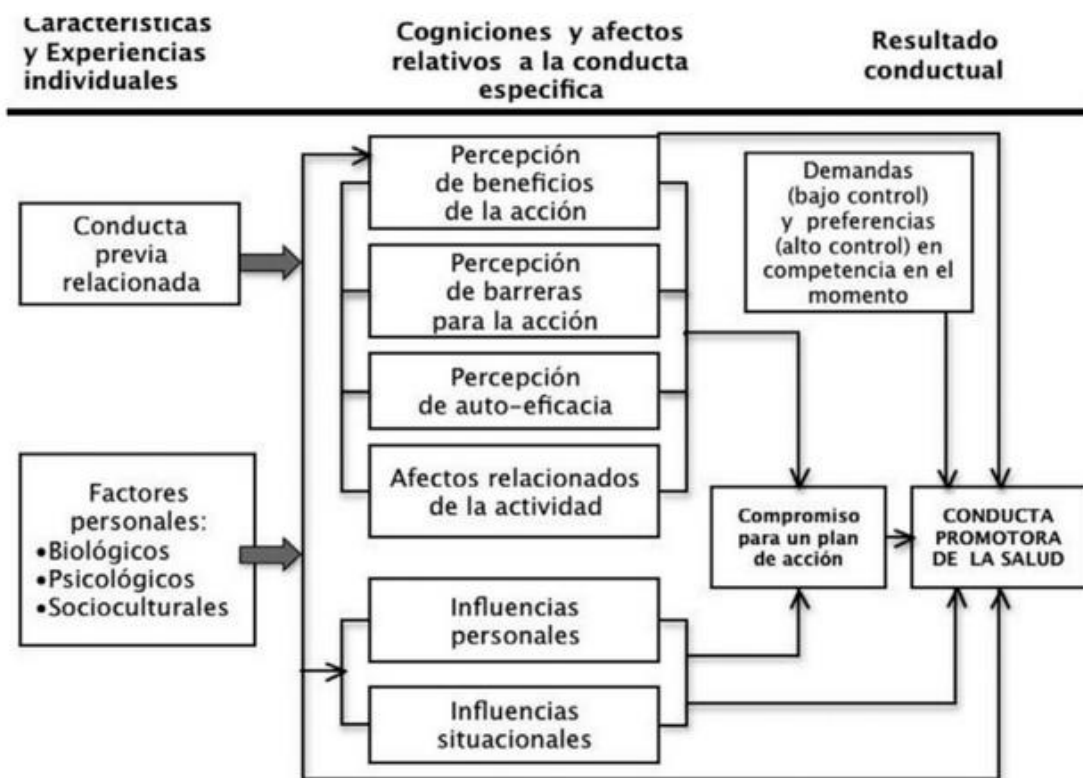 Características
y Experiencias
individuales
Cogniciones y afectos
relativos a la conducta
especifica
Resultado
conductual
Conducta
previa
relacionada
Factores
personales:
•Biológicos
•Psicológicos
•Socioculturales
Percepción
de beneficios
de la acción
Percepción
de barreras
para la acción
Percepción
de auto-eficacia
Afectos relacionados
de la actividad
Influencias
personales
Influencias
situacionales
Demandas
(bajo control)
y preferencias
(alto control) en
competencia en el
momento
Compromiso
para un plan
de acción
CONDUCTA
PROMOTORA
DE LA SALUD